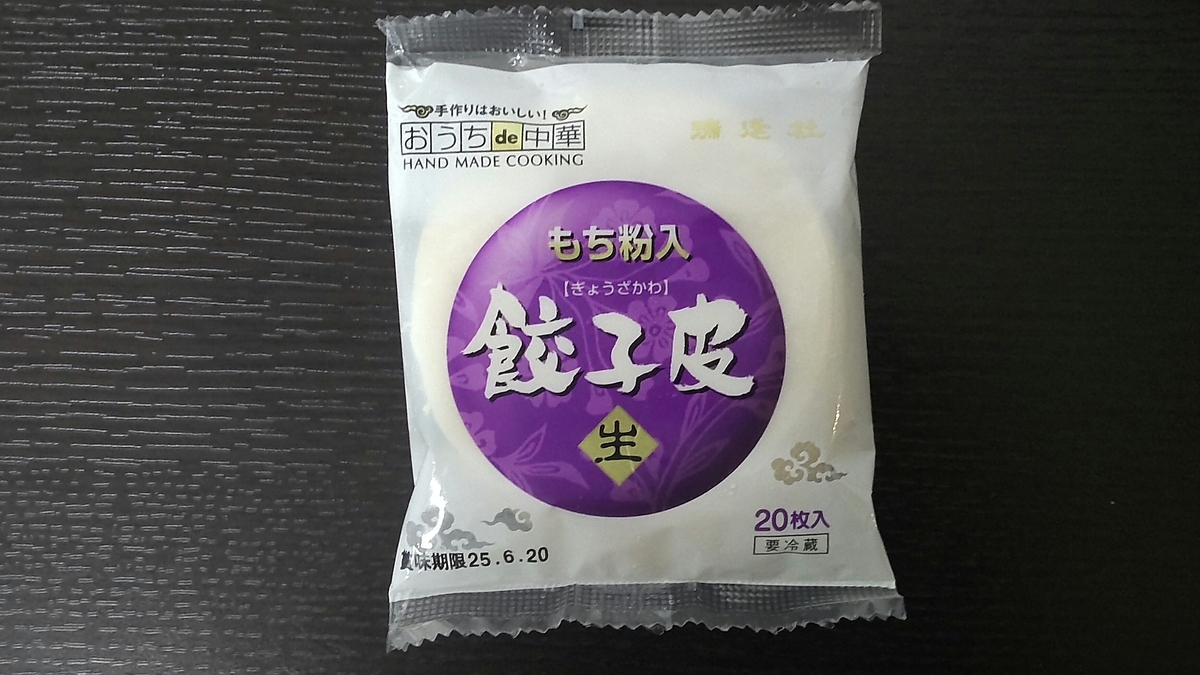 手作りはおいしい!
おうちde中華
HAND MADE COOKING
もち粉入
【ぎょうざかわ】
餃子皮
生
20枚入
要冷蔵
賞味期限25.6.20